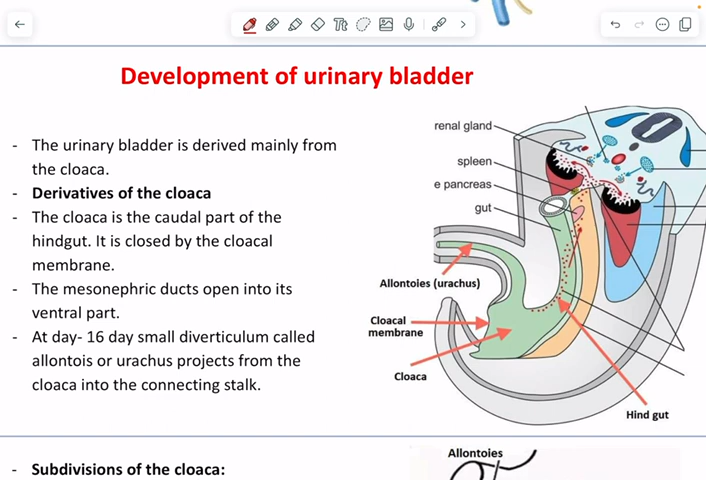 Tt
Development of urinary bladder
- The urinary bladder is derived mainly from
the cloaca.
- Derivatives of the cloaca
- The cloaca is the caudal part of the
hindgut. It is closed by the cloacal
membrane.
- The mesonephric ducts open into its
ventral part.
- At day- 16 day small diverticulum called
allontois or urachus projects from the
cloaca into the connecting stalk.
renal gland
spleen
e pancreas
gut
Allontoies (urachus)
Cloacal
membrane
Cloaca
Hind gut
Allontoies
- Subdivisions of the cloaca: